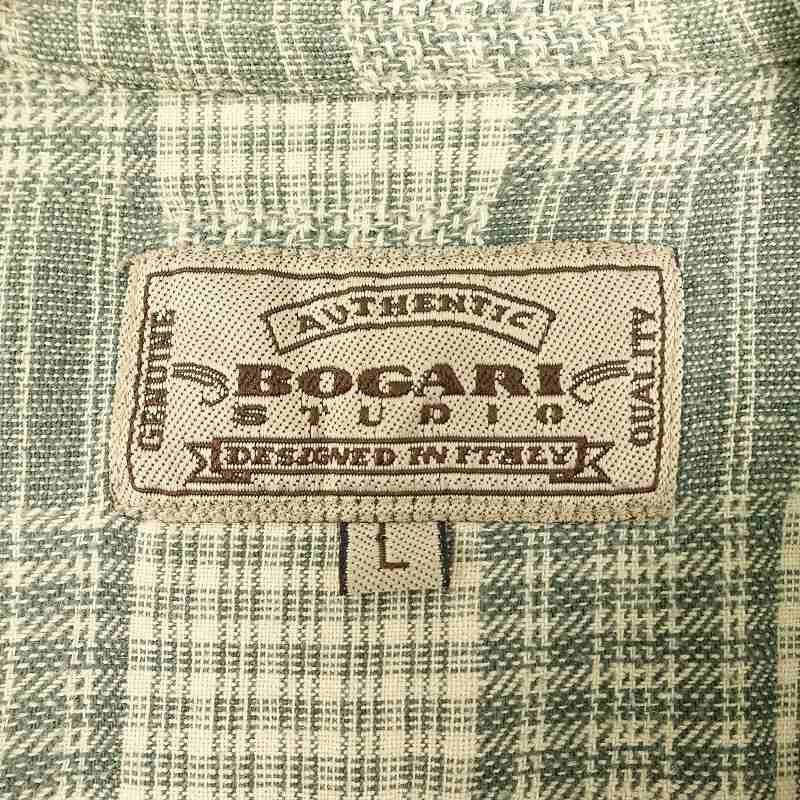 AUTHENTIC
GENUINE
BOGARI
STUDIO
QUALITY
DESIGNED IN ITALY
L